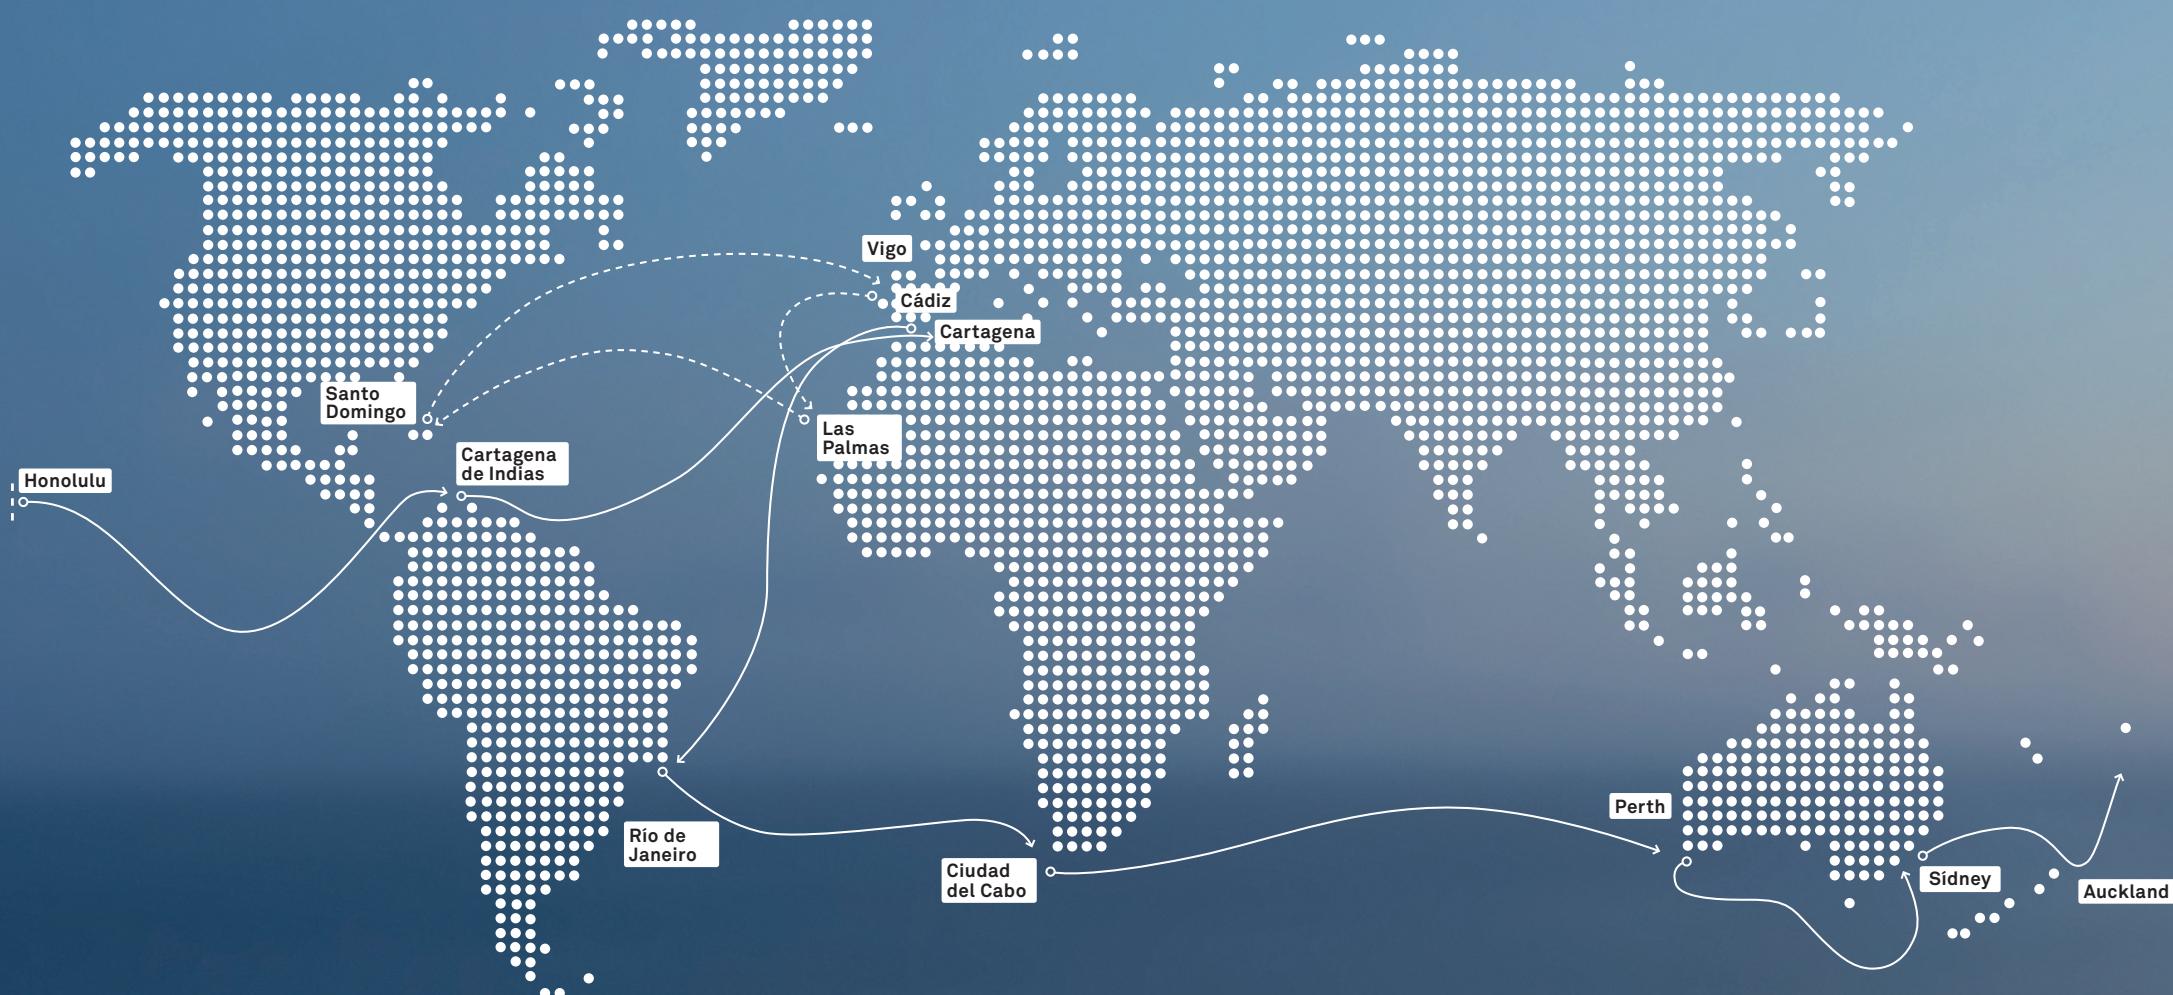 Vigo
Cádiz
Cartagena
Santo
Domingo
Las
Palmas
Cartagena
de Indias
Honolulu
Perth
Río de
Janeiro
Ciudad
del Cabo
Sídney
Auckland